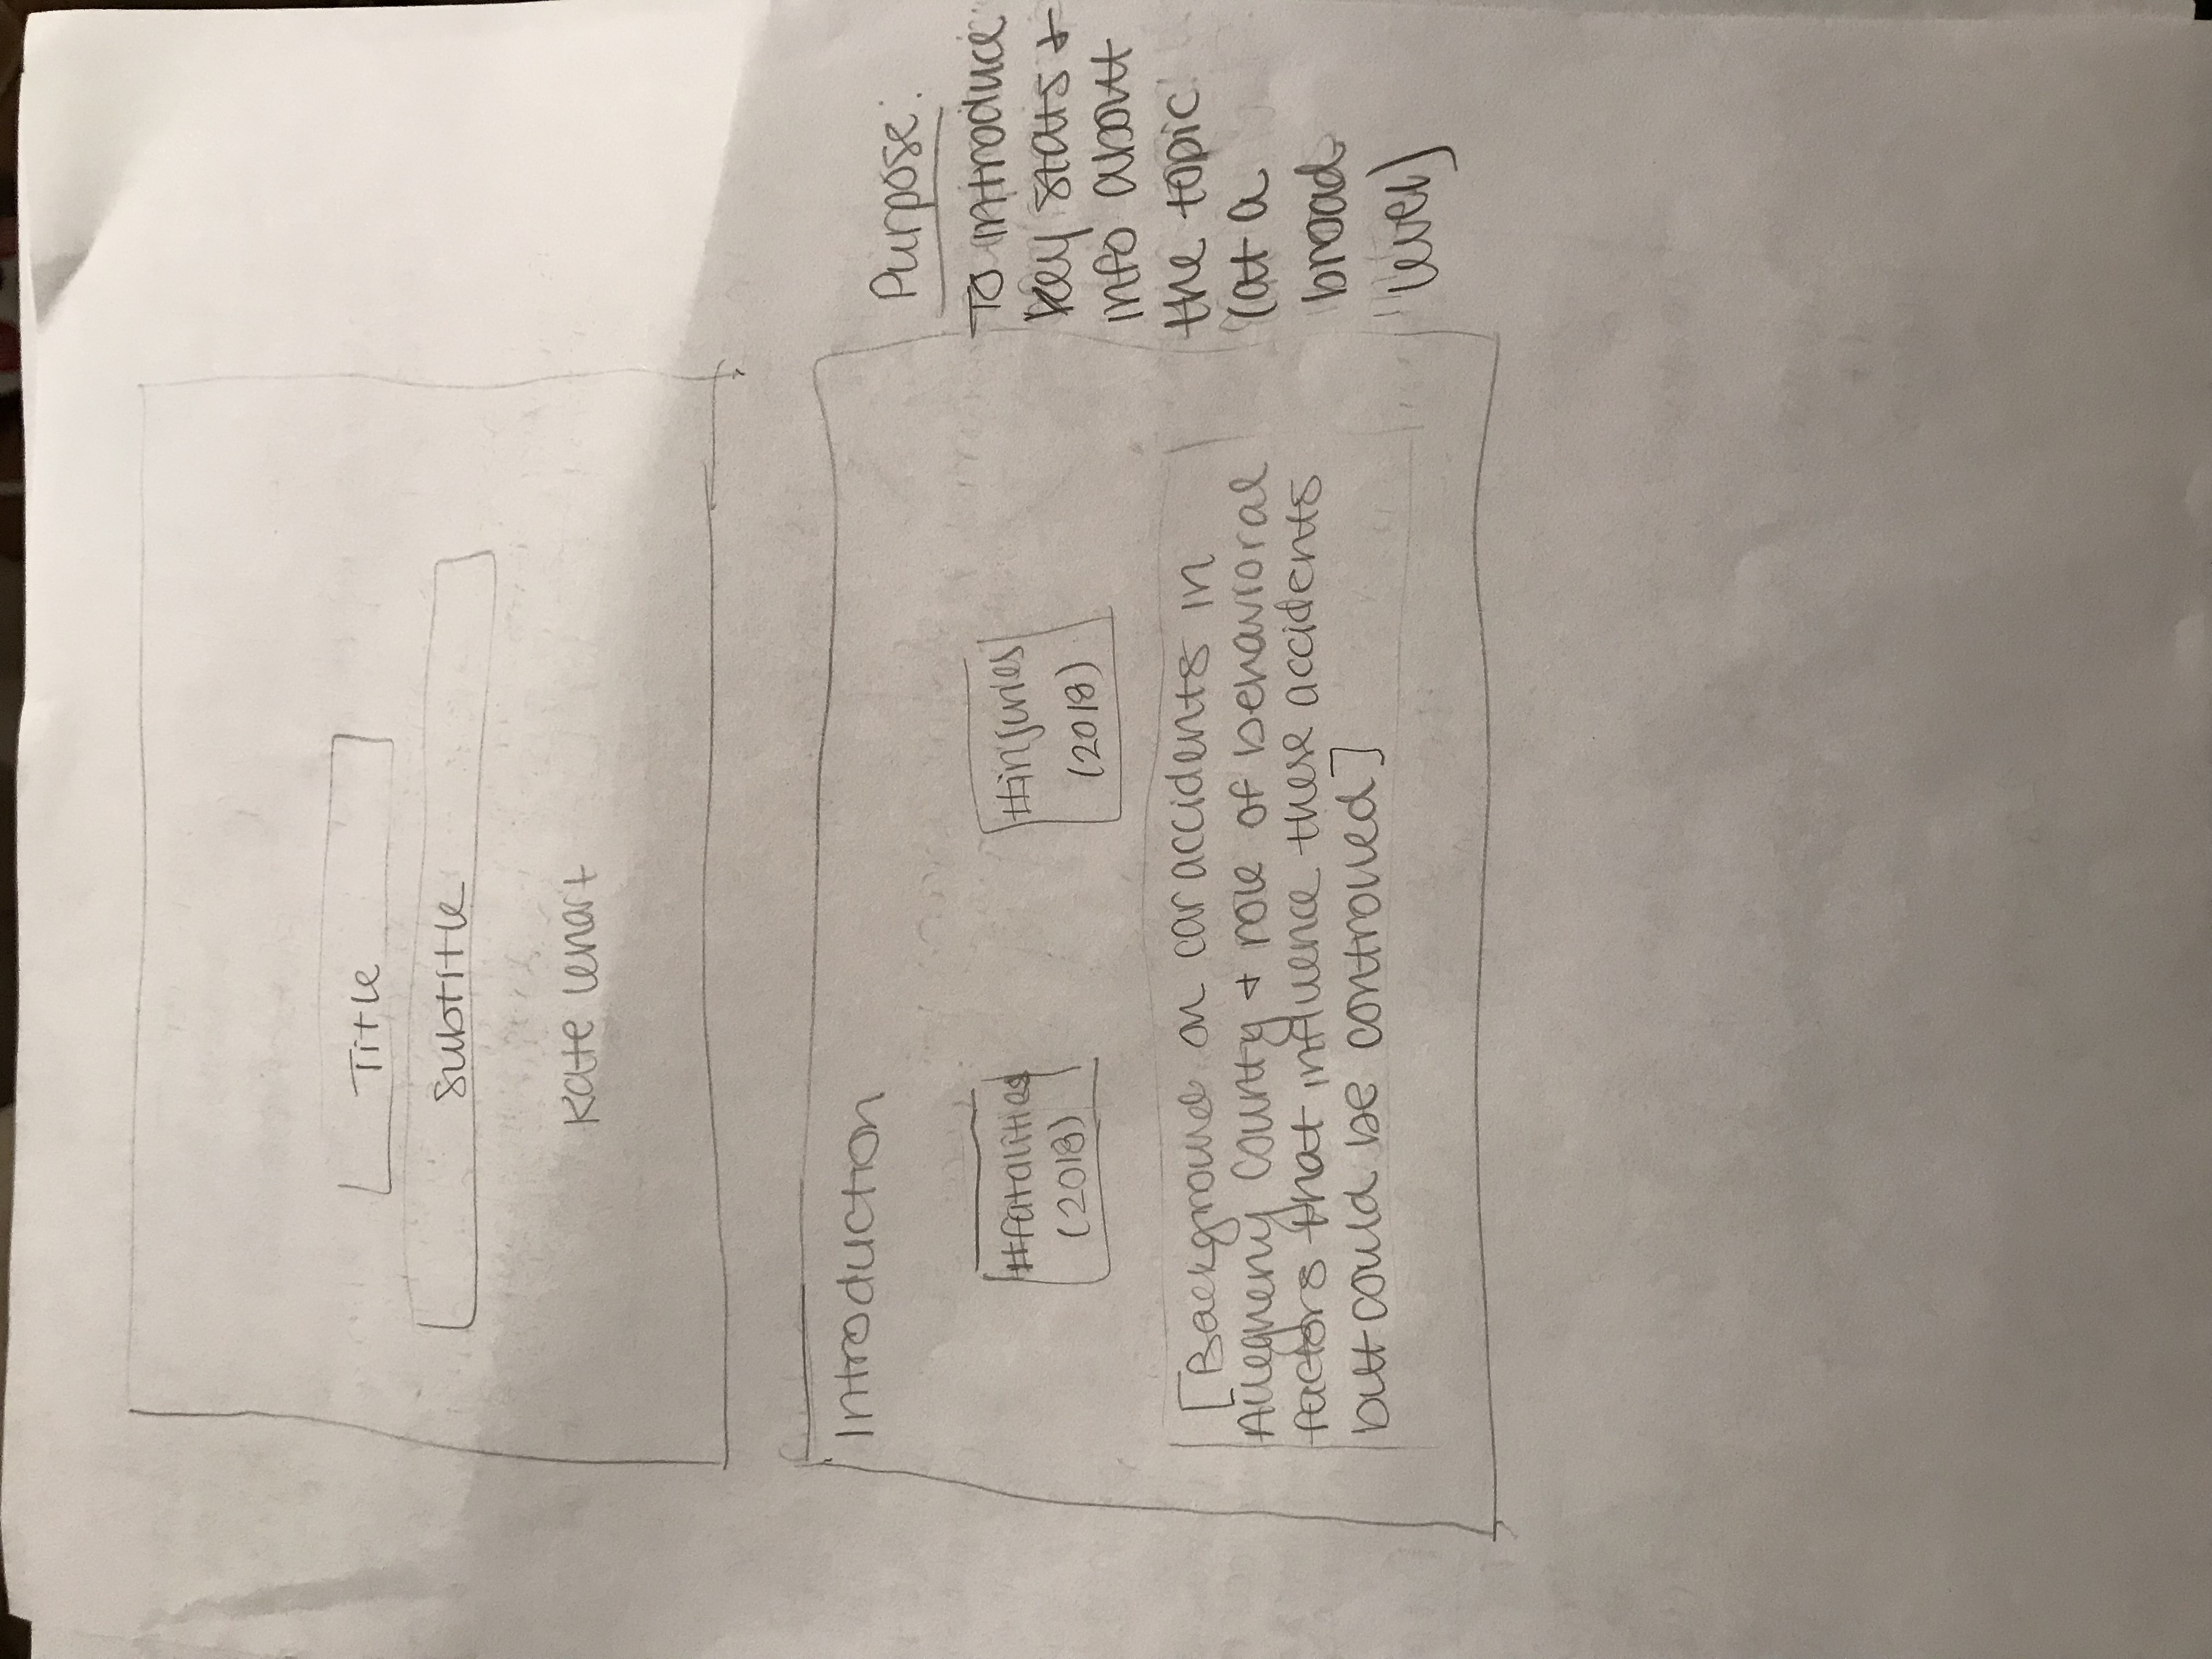 Title
Subtitle
Kate Lenart
Introduction
#fatalities
(2018)
#injuries
(2018)
[Background on car accidents in
Allegheny County + role of behavioral
factors that influence these accidents
but could be controlled]
Purpose:
To introduce
key stats +
info about
the topic
(at a
broad
level)